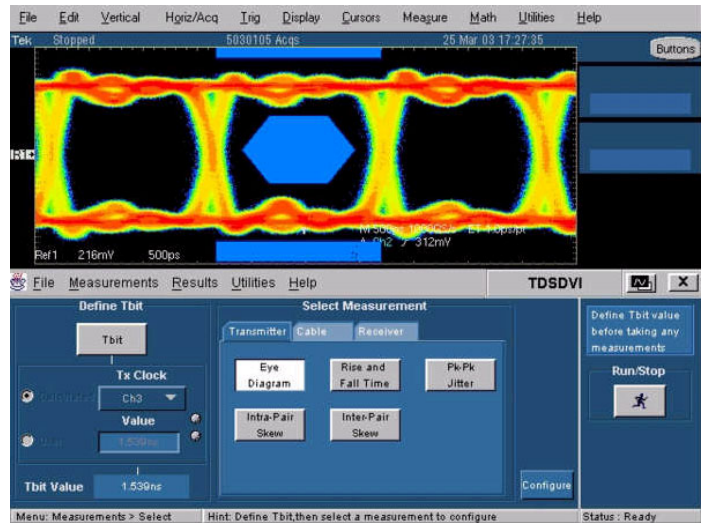 File Edit Vertical Horiz/Acq Trig Display Cursors Measure Math Utilities Help
Tek Stopped 5030105 Acqs 25 Mar 03 17:27:35
Buttons
Ref1 216mV 500ps
A Ch2 312mV
File Measurements Results Utilities Help TDSDVI X
Define Tbit
Tbit
Tx Clock
Calculated Ch3
Value
User 1.539ns
Tbit Value 1.539ns
Select Measurement
Transmitter Cable Receiver
Eye Diagram
Rise and Fall Time
Pk-Pk Jitter
Intra-Pair Skew
Inter-Pair Skew
Configure
Define Tbit value
before taking any
measurements
Run/Stop
Menu: Measurements > Select Hint: Define Tbit,then select a measurement to configure Status : Ready